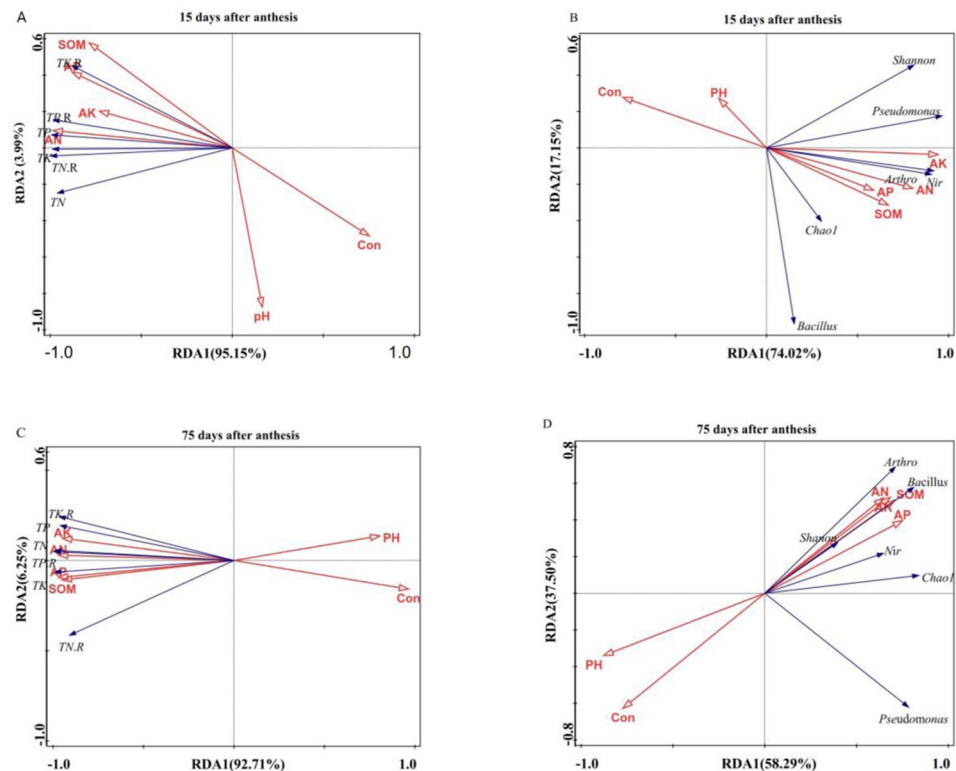 A
15 days after anthesis
0.6
SOM
TK.R
AK
TP.R
TP
AN
TK
TN.R
TN
Con
pH
RDA2 (3.99%)
-1.0
-1.0
RDA1(95.15%)
1.0
B
15 days after anthesis
0.6
Shannon
Con
PH
Pseudomonas
AK
Arthro
Nir
AP
AN
SOM
Chao1
Bacillus
RDA2(17.15%)
-1.0
-1.0
RDA1(74.02%)
1.0
C
75 days after anthesis
0.6
TK.R
TP
AK
TN
AN
TP.R
AP
TK
SOM
TN.R
PH
Con
RDA2(6.25%)
-1.0
-1.0
RDA1(92.71%)
1.0
D
75 days after anthesis
0.8
Arthro
Bacillus
AN
SOM
AK
AP
Shanon
Nir
Chao1
PH
Con
Pseudomonas
RDA2(37.50%)
-0.8
-1.0
RDA1(58.29%)
1.0